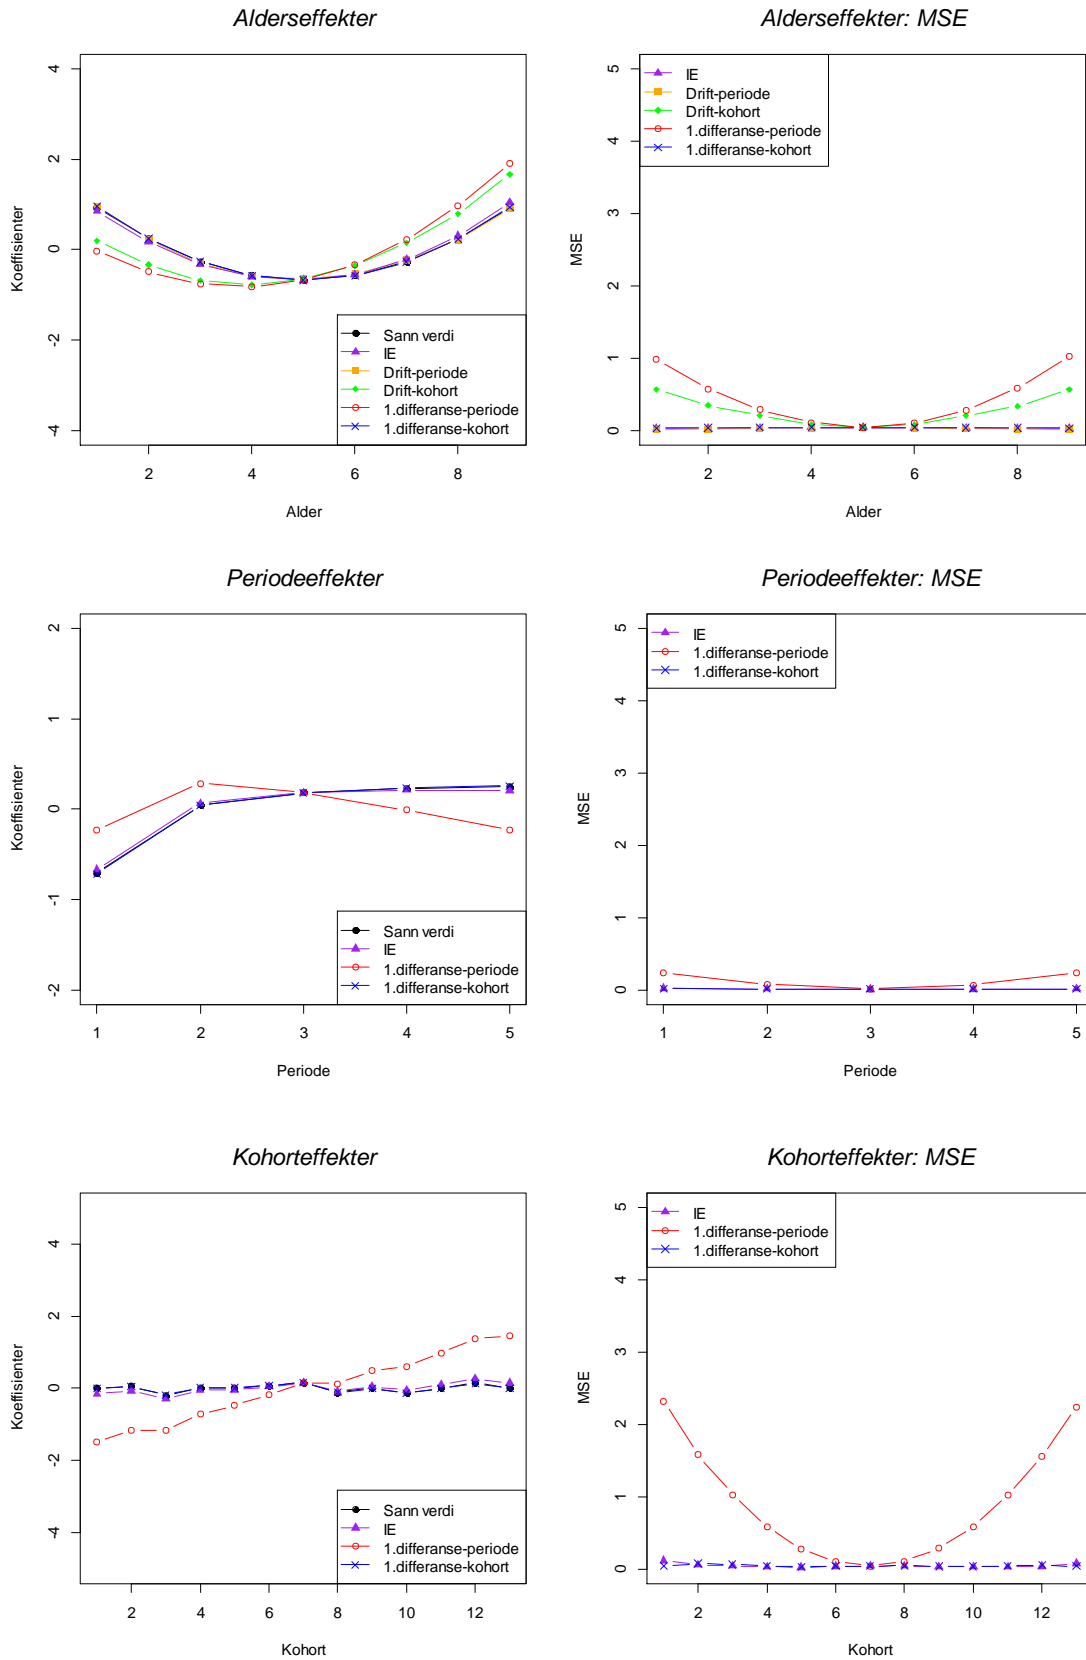 Alderseffekter
Koeffisienter
4
2
0
-2
-4
Sann verdi
IE
Drift-periode
Drift-kohort
1.differanse-periode
1.differanse-kohort
2
4
6
8
Alder
Alderseffekter: MSE
MSE
5
4
3
2
1
0
IE
Drift-periode
Drift-kohort
1.differanse-periode
1.differanse-kohort
2
4
6
8
Alder
Periodeeffekter
Koeffisienter
2
1
0
-1
-2
Sann verdi
IE
1.differanse-periode
1.differanse-kohort
1
2
3
4
5
Periode
Periodeeffekter: MSE
MSE
5
4
3
2
1
0
IE
1.differanse-periode
1.differanse-kohort
1
2
3
4
5
Periode
Kohorteffekter
Koeffisienter
4
2
0
-2
-4
Sann verdi
IE
1.differanse-periode
1.differanse-kohort
2
4
6
8
10
12
Kohort
Kohorteffekter: MSE
MSE
5
4
3
2
1
0
IE
1.differanse-periode
1.differanse-kohort
2
4
6
8
10
12
Kohort